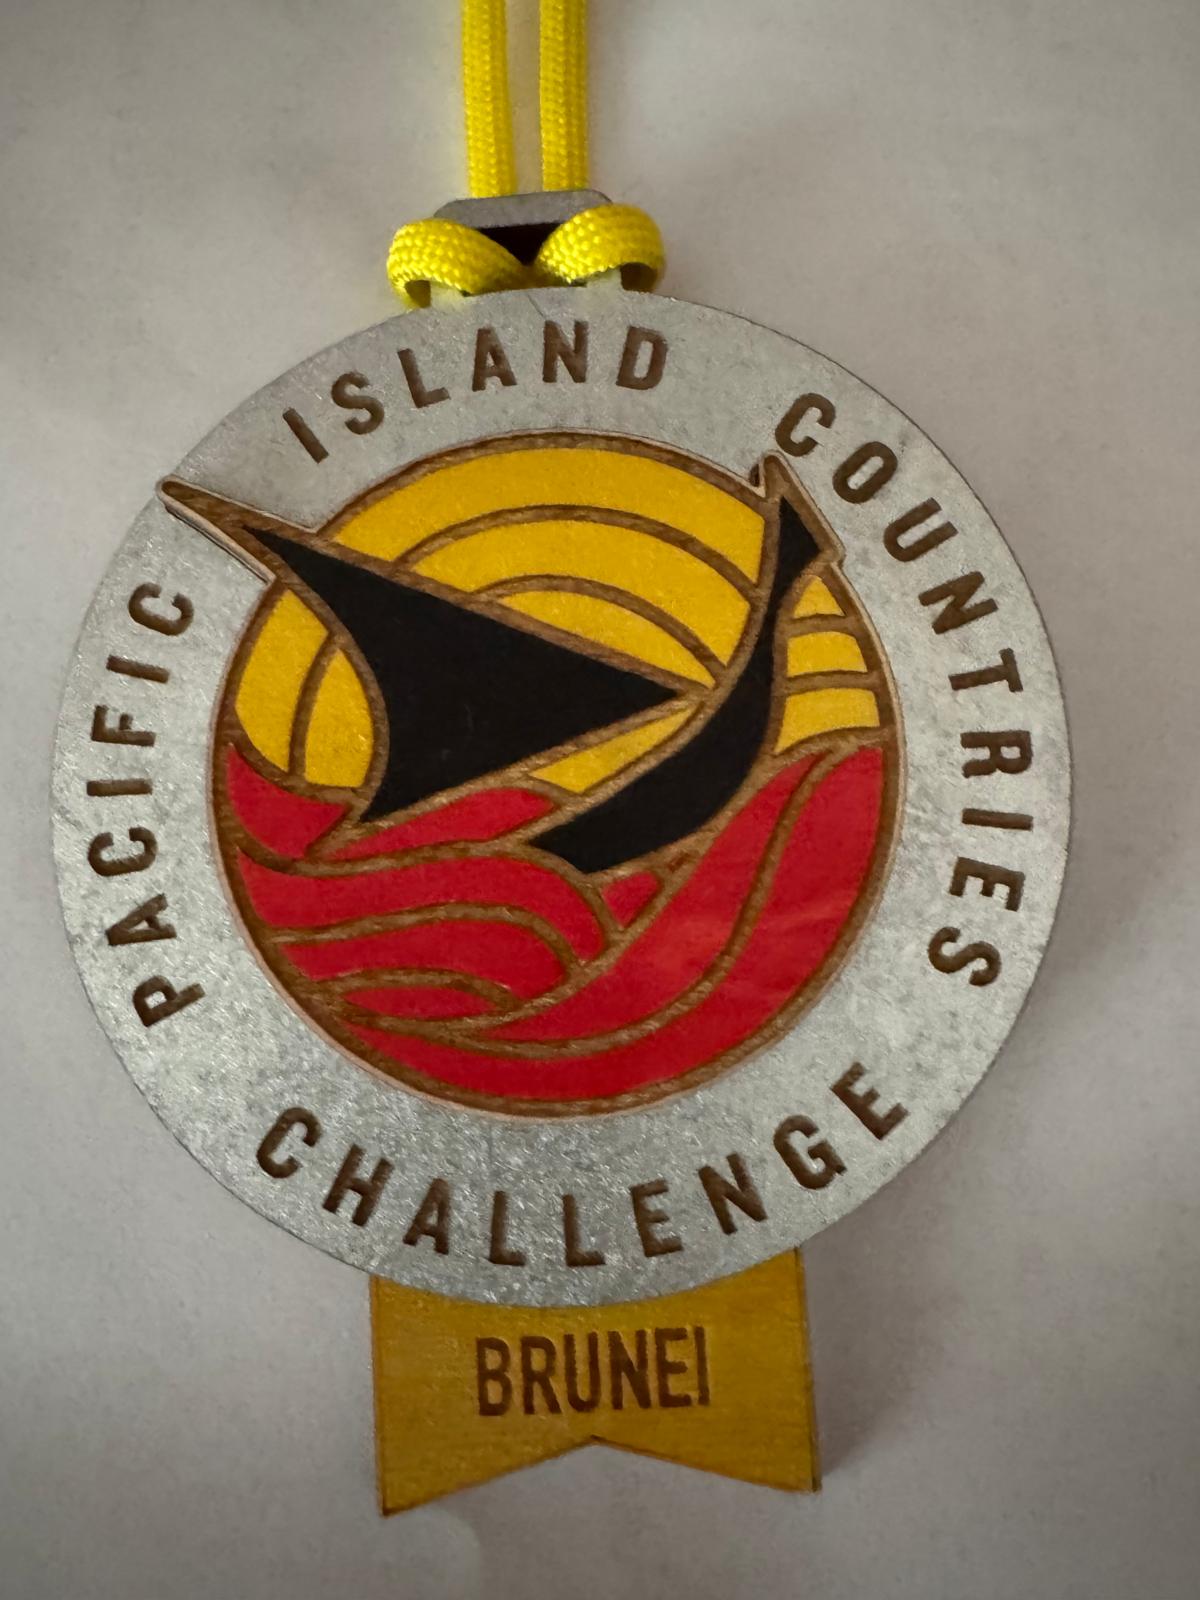 PACIFIC ISLAND COUNTRIES
CHALLENGE
BRUNEI